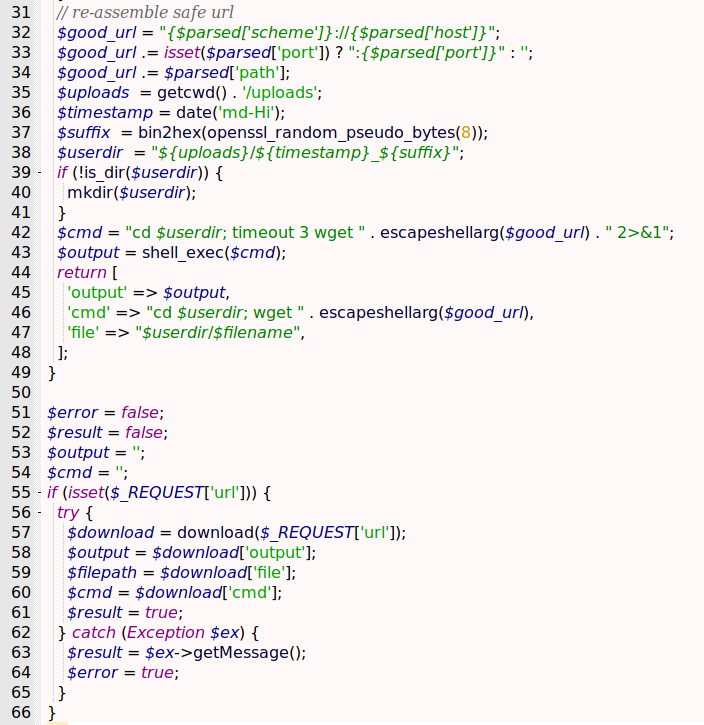 31 // re-assemble safe url
32 $good_url = "{$parsed['scheme']}://{$parsed['host']}";
33 $good_url .= isset($parsed['port']) ? ":{$parsed['port']}" : '';
34 $good_url .= $parsed['path'];
35 $uploads = getcwd() . '/uploads';
36 $timestamp = date('md-Hi');
37 $suffix = bin2hex(openssl_random_pseudo_bytes(8));
38 $userdir = "${uploads}/${timestamp}_${suffix}";
39 - if (!is_dir($userdir)) {
40 mkdir($userdir);
41 }
42 $cmd = "cd $userdir; timeout 3 wget " . escapeshellarg($good_url) . " 2>&1";
43 $output = shell_exec($cmd);
44 return [
45 'output' => $output,
46 'cmd' => "cd $userdir; wget " . escapeshellarg($good_url),
47 'file' => "$userdir/$filename",
48 ];
49 }
50
51 $error = false;
52 $result = false;
53 $output = '';
54 $cmd = '';
55 - if (isset($_REQUEST['url'])) {
56 - try {
57 $download = download($_REQUEST['url']);
58 $output = $download['output'];
59 $filepath = $download['file'];
60 $cmd = $download['cmd'];
61 $result = true;
62 } catch (Exception $ex) {
63 $result = $ex->getMessage();
64 $error = true;
65 }
66 }